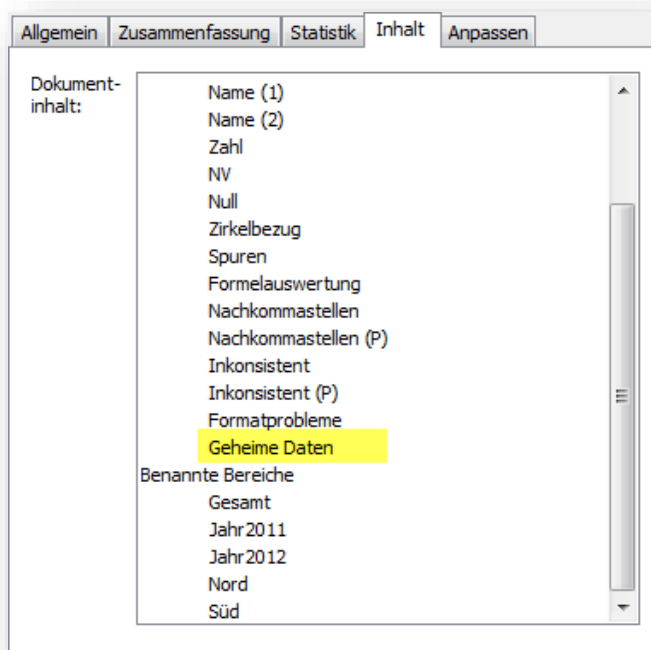 Allgemein Zusammenfassung Statistik Inhalt Anpassen
Dokument-
inhalt:
Name (1)
Name (2)
Zahl
NV
Null
Zirkelbezug
Spuren
Formelauswertung
Nachkommastellen
Nachkommastellen (P)
Inkonsistent
Inkonsistent (P)
Formatprobleme
Geheime Daten
Benannte Bereiche
Gesamt
Jahr2011
Jahr2012
Nord
Süd